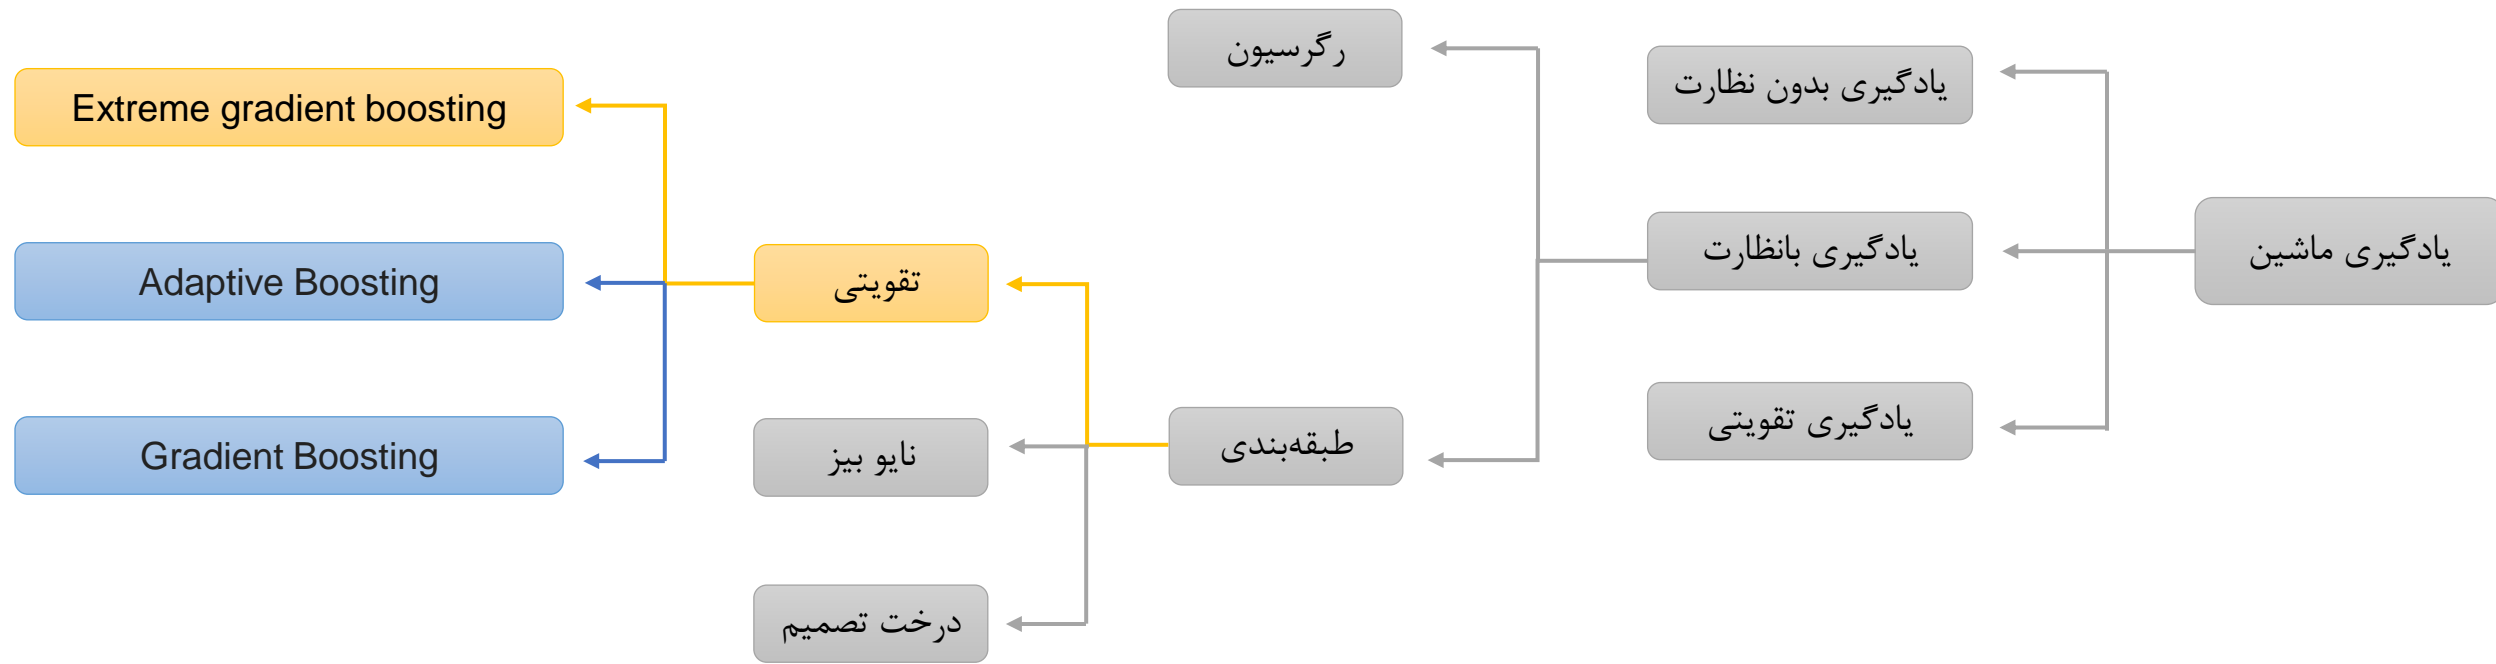 یادگیری ماشین
یادگیری بدون نظارت
یادگیری بانظارت
یادگیری تقویتی
رگرسیون
طبقه‌بندی
تقویتی
نایو بیز
درخت تصمیم
Extreme gradient boosting
Adaptive Boosting
Gradient Boosting